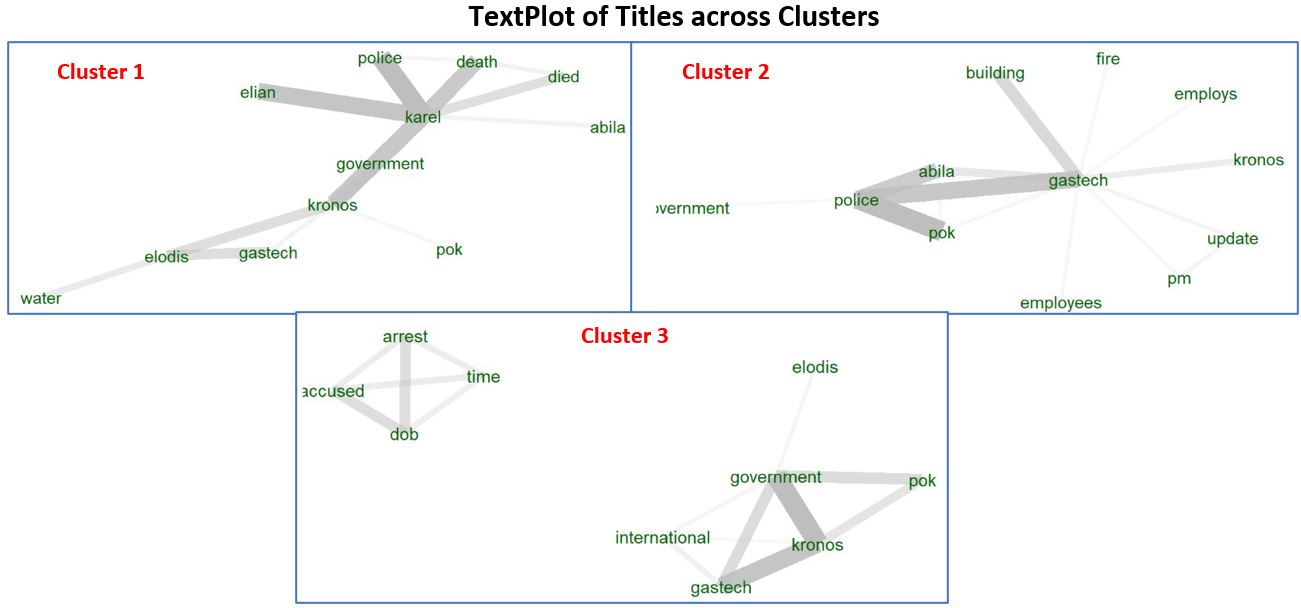 TextPlot of Titles across Clusters
Cluster 1
police
death
died
elian
karel
abila
government
kronos
elodis
gastech
pok
water
Cluster 2
fire
building
employs
kronos
abila
gastech
police
overnment
pok
update
pm
employees
Cluster 3
arrest
time
accused
dob
elodis
government
pok
international
kronos
gastech